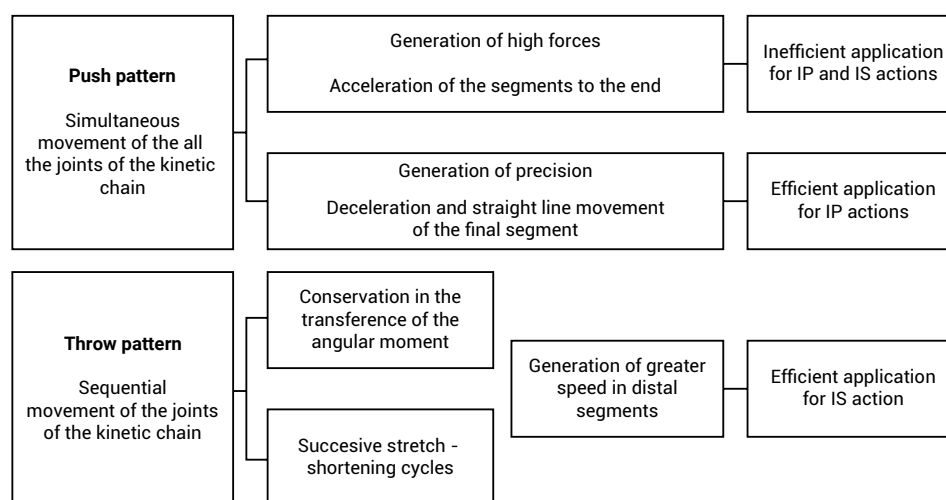 Push pattern
Simultaneous
movement of the all
the joints of the kinetic
chain
Generation of high forces
Acceleration of the segments to the end
Inefficient application
for IP and IS actions
Generation of precision
Deceleration and straight line movement
of the final segment
Efficient application
for IP actions
Throw pattern
Sequential
movement of the joints
of the kinetic chain
Conservation in the
transference of the
angular moment
Succesive stretch -
shortening cycles
Generation of greater
speed in distal
segments
Efficient application
for IS action